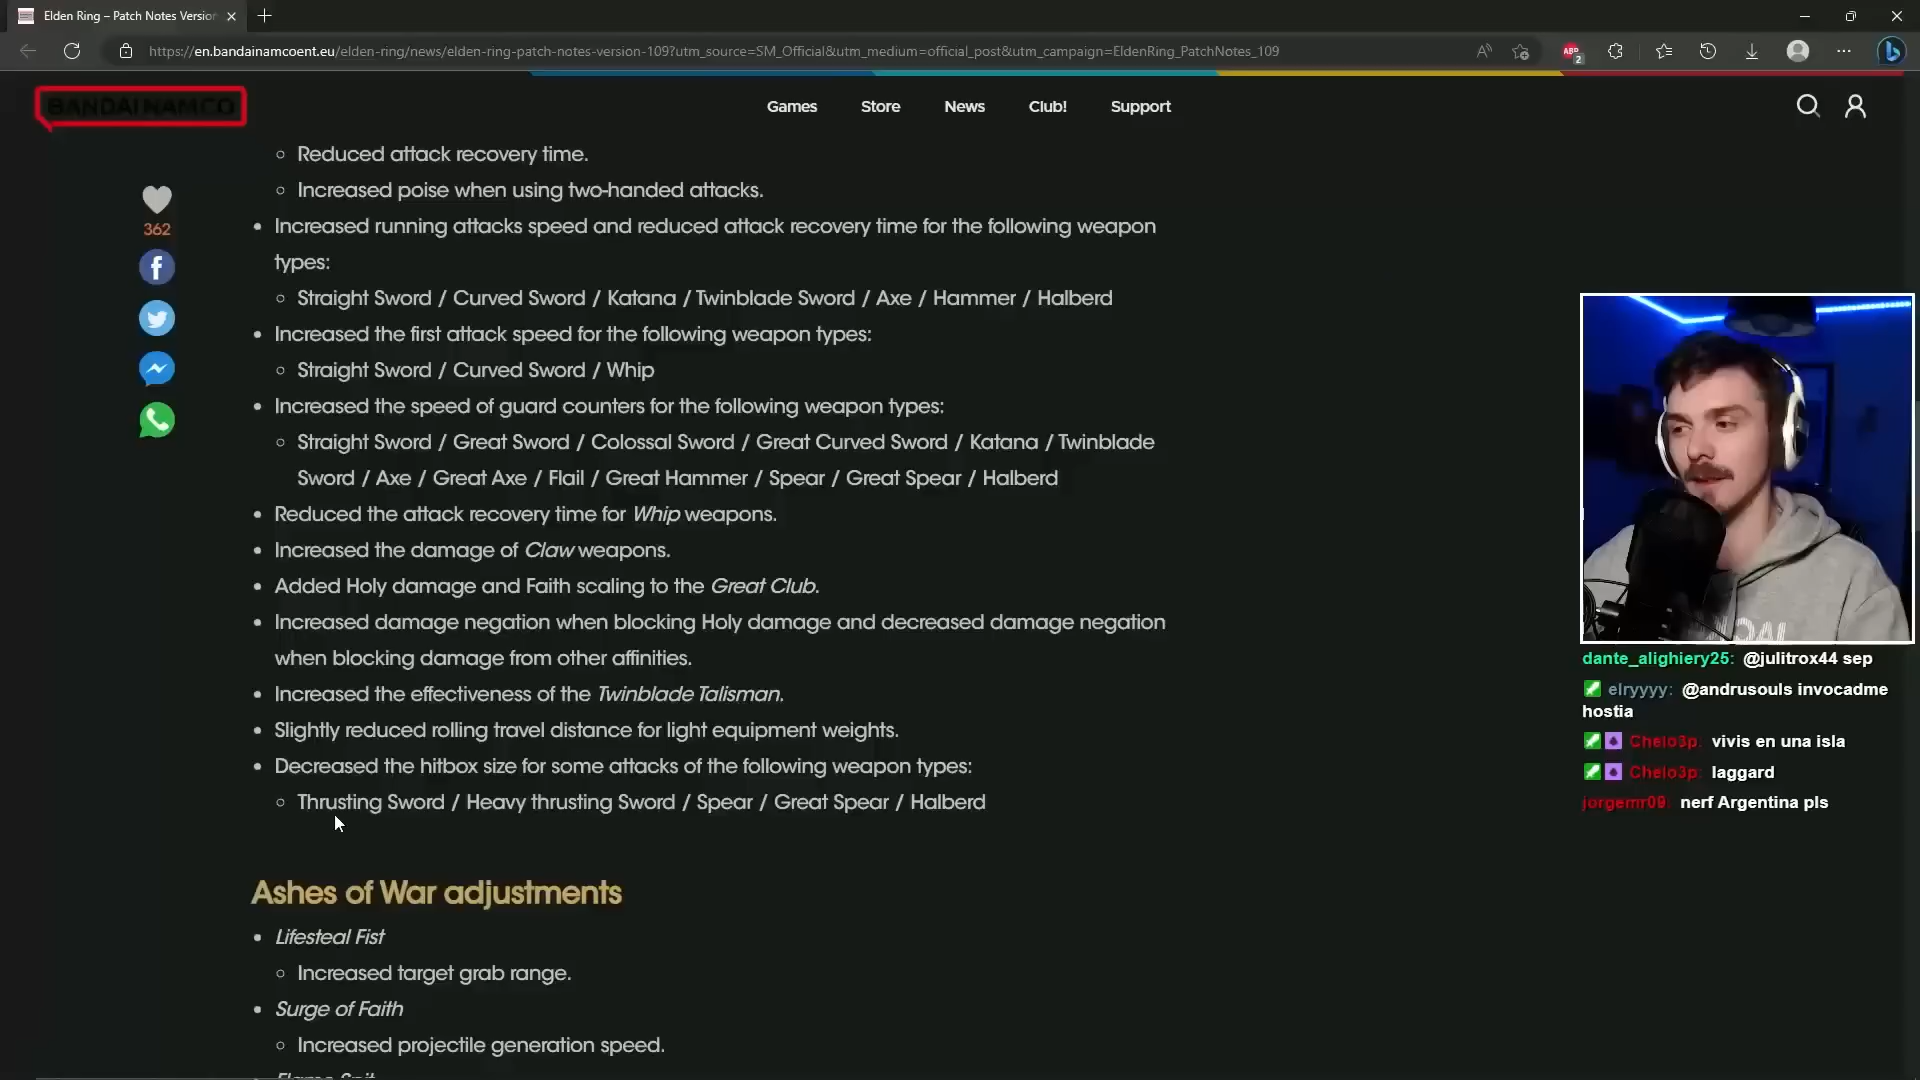 Elden Ring – Patch Notes Version
https://en.bandainamcoent.eu/elden-ring/news/elden-ring-patch-notes-version-109?utm_source=SM_Official&utm_medium=official_post&utm_campaign=EldenRing_PatchNotes_109
ABP
2
BANDAI NAMCO
Games Store News Club! Support
Reduced attack recovery time.
Increased poise when using two-handed attacks.
362
Increased running attacks speed and reduced attack recovery time for the following weapon
types:
Straight Sword / Curved Sword / Katana / Twinblade Sword / Axe / Hammer / Halberd
Increased the first attack speed for the following weapon types:
Straight Sword / Curved Sword / Whip
Increased the speed of guard counters for the following weapon types:
Straight Sword / Great Sword / Colossal Sword / Great Curved Sword / Katana / Twinblade
Sword / Axe / Great Axe / Flail / Great Hammer / Spear / Great Spear / Halberd
Reduced the attack recovery time for Whip weapons.
Increased the damage of Claw weapons.
Added Holy damage and Faith scaling to the Great Club.
Increased damage negation when blocking Holy damage and decreased damage negation
when blocking damage from other affinities.
Increased the effectiveness of the Twinblade Talisman.
Slightly reduced rolling travel distance for light equipment weights.
Decreased the hitbox size for some attacks of the following weapon types:
Thrusting Sword / Heavy thrusting Sword / Spear / Great Spear / Halberd
Ashes of War adjustments
Lifesteal Fist
Increased target grab range.
Surge of Faith
Increased projectile generation speed.
dante_alighiery25: @julitrox44 sep
elryyyy: @andrusouls invocadme
hostia
Chelo3p: vivis en una isla
Chelo3p: laggard
jorgemr09: nerf Argentina pls